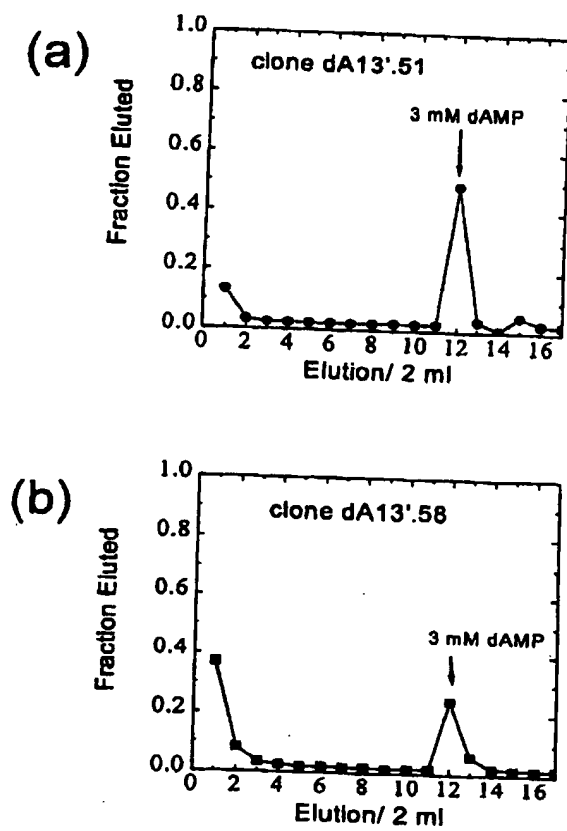 (a)
clone dA13'.51
3 mM dAMP
Fraction Eluted
1.0
0.8
0.6
0.4
0.2
0.0
0 2 4 6 8 10 12 14 16
Elution/ 2 ml
(b)
clone dA13'.58
3 mM dAMP
Fraction Eluted
1.0
0.8
0.6
0.4
0.2
0.0
0 2 4 6 8 10 12 14 16
Elution/ 2 ml